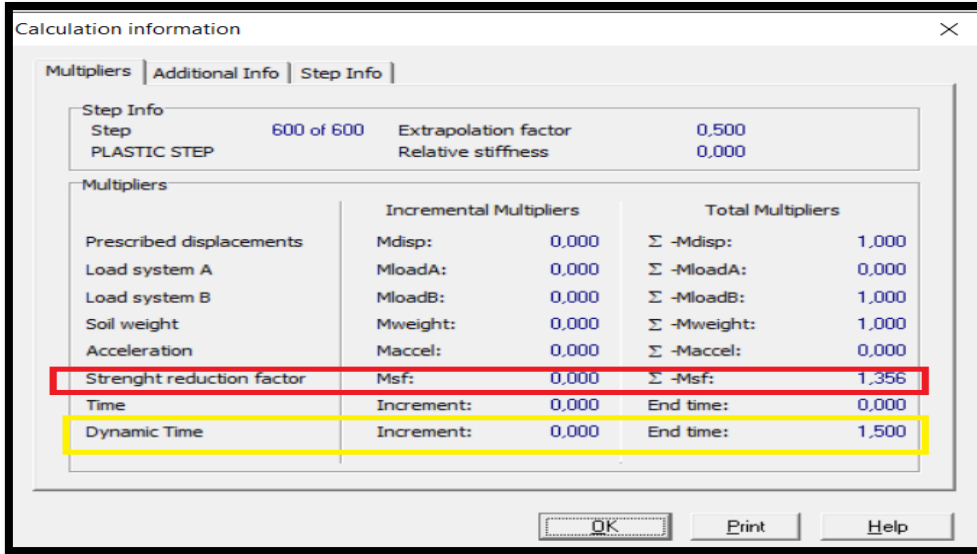 Calculation information
Multipliers Additional Info Step Info
Step Info
Step 600 of 600 Extrapolation factor 0,500
PLASTIC STEP Relative stiffness 0,000
Multipliers
Incremental Multipliers Total Multipliers
Prescribed displacements Mdisp: 0,000 Σ -Mdisp: 1,000
Load system A MloadA: 0,000 Σ -MloadA: 1,000
Load system B MloadB: 0,000 Σ -MloadB: 1,000
Soil weight Mweight: 0,000 Σ -Mweight: 1,000
Acceleration Maccel: 0,000 Σ -Maccel: 0,000
Strenght reduction factor Msf: 0,000 Σ -Msf: 1,356
Time Increment: 0,000 End time: 0,000
Dynamic Time Increment: 0,000 End time: 1,500
OK Print Help